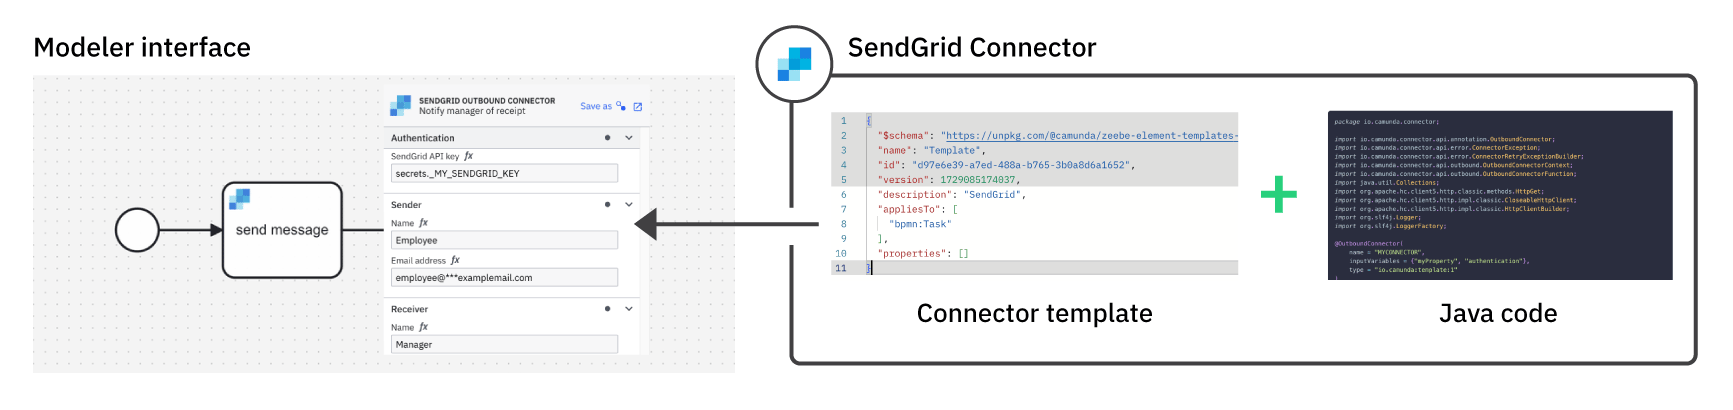 Modeler interface
SENDGRID OUTBOUND CONNECTOR
Notify manager of receipt
Save as
Authentication
SendGrid API key fx
secrets._MY_SENDGRID_KEY
Sender
Name fx
Employee
Email address fx
employee@***examplemail.com
Receiver
Name fx
Manager
send message
SendGrid Connector
1 {
2 "$schema": "https://unpkg.com/@camunda/zeebe-element-templates-
3 "name": "Template",
4 "id": "d97e6e39-a7ed-488a-b765-3b0a8d6a1652",
5 "version": 1729085174037,
6 "description": "SendGrid",
7 "appliesTo": [
8 "bpmn:Task"
9 ],
10 "properties": []
11 }
Connector template
+
package io.camunda.connector;
import io.camunda.connector.api.annotation.OutboundConnector;
import io.camunda.connector.api.error.ConnectorException;
import io.camunda.connector.api.error.ConnectorRetryExceptionBuilder;
import io.camunda.connector.api.outbound.OutboundConnectorContext;
import io.camunda.connector.api.outbound.OutboundConnectorFunction;
import java.util.Collections;
import org.apache.hc.client5.http.classic.methods.HttpGet;
import org.apache.hc.client5.http.impl.classic.CloseableHttpClient;
import org.apache.hc.client5.http.impl.classic.HttpClientBuilder;
import org.slf4j.Logger;
import org.slf4j.LoggerFactory;
@OutboundConnector(
name = "MYCONNECTOR",
inputVariables = {"myProperty", "authentication"},
type = "io.camunda:template:1"
Java code